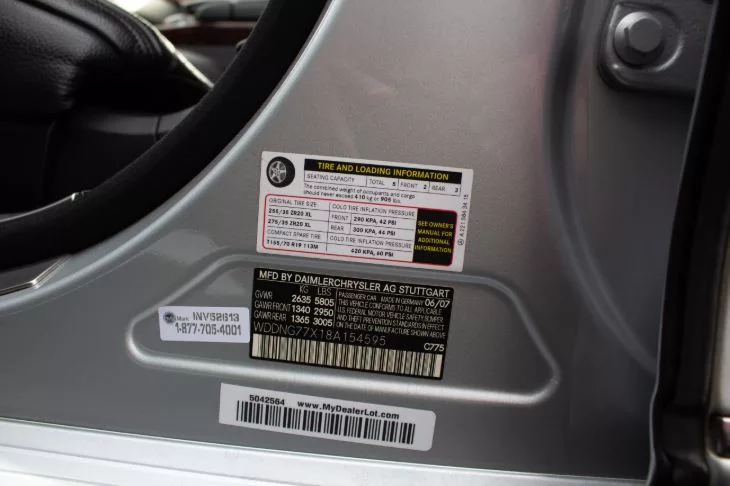 TIRE AND LOADING INFORMATION
SEATING CAPACITY TOTAL 5 FRONT 2 REAR 3
The combined weight of occupants and cargo
should never exceed 410 kg or 905 lbs.
ORIGINAL TIRE SIZE
255/35 ZR20 XL
275/35 ZR20 XL
COMPACT SPARE TIRE
T155/70 R19 113M
COLD TIRE INFLATION PRESSURE
FRONT 290 KPA, 42 PSI
REAR 300 KPA, 44 PSI
COLD TIRE INFLATION PRESSURE
420 KPA, 60 PSI
SEE OWNER'S
MANUAL FOR
ADDITIONAL
INFORMATION
A 221 584 34 15
MFD BY DAIMLERCHRYSLER AG STUTTGART
KG LBS
GVWR 2635 5805
GAWR FRONT 1340 2950
GAWR REAR 1365 3005
PASSENGER CAR MADE IN GERMANY 06/07
THIS VEHICLE CONFORMS TO ALL APPLICABLE
U.S. FEDERAL MOTOR VEHICLE SAFETY, BUMPER
AND THEFT PREVENTION STANDARDS IN EFFECT
ON THE DATE OF MANUFACTURE SHOWN ABOVE
WDDNG77X18A154595
C775
Mark INV52613
1-877-705-4001
5042564 www.MyDealerLot.com